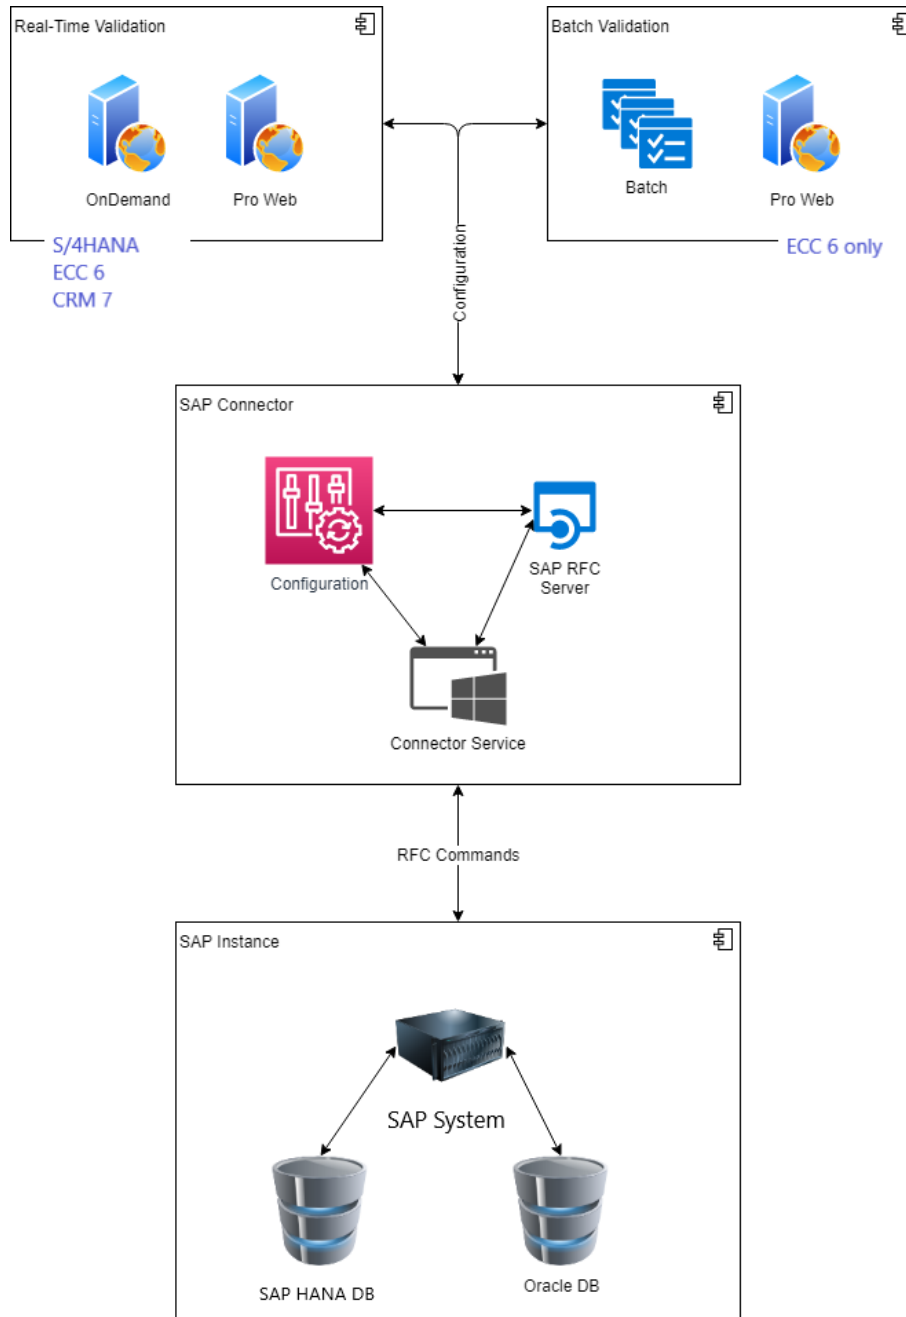 Real-Time Validation
Batch Validation
OnDemand
Pro Web
Batch
Pro Web
S/4HANA
ECC 6
CRM 7
ECC 6 only
Configuration
SAP Connector
Configuration
SAP RFC
Server
Connector Service
RFC Commands
SAP Instance
SAP System
SAP HANA DB
Oracle DB